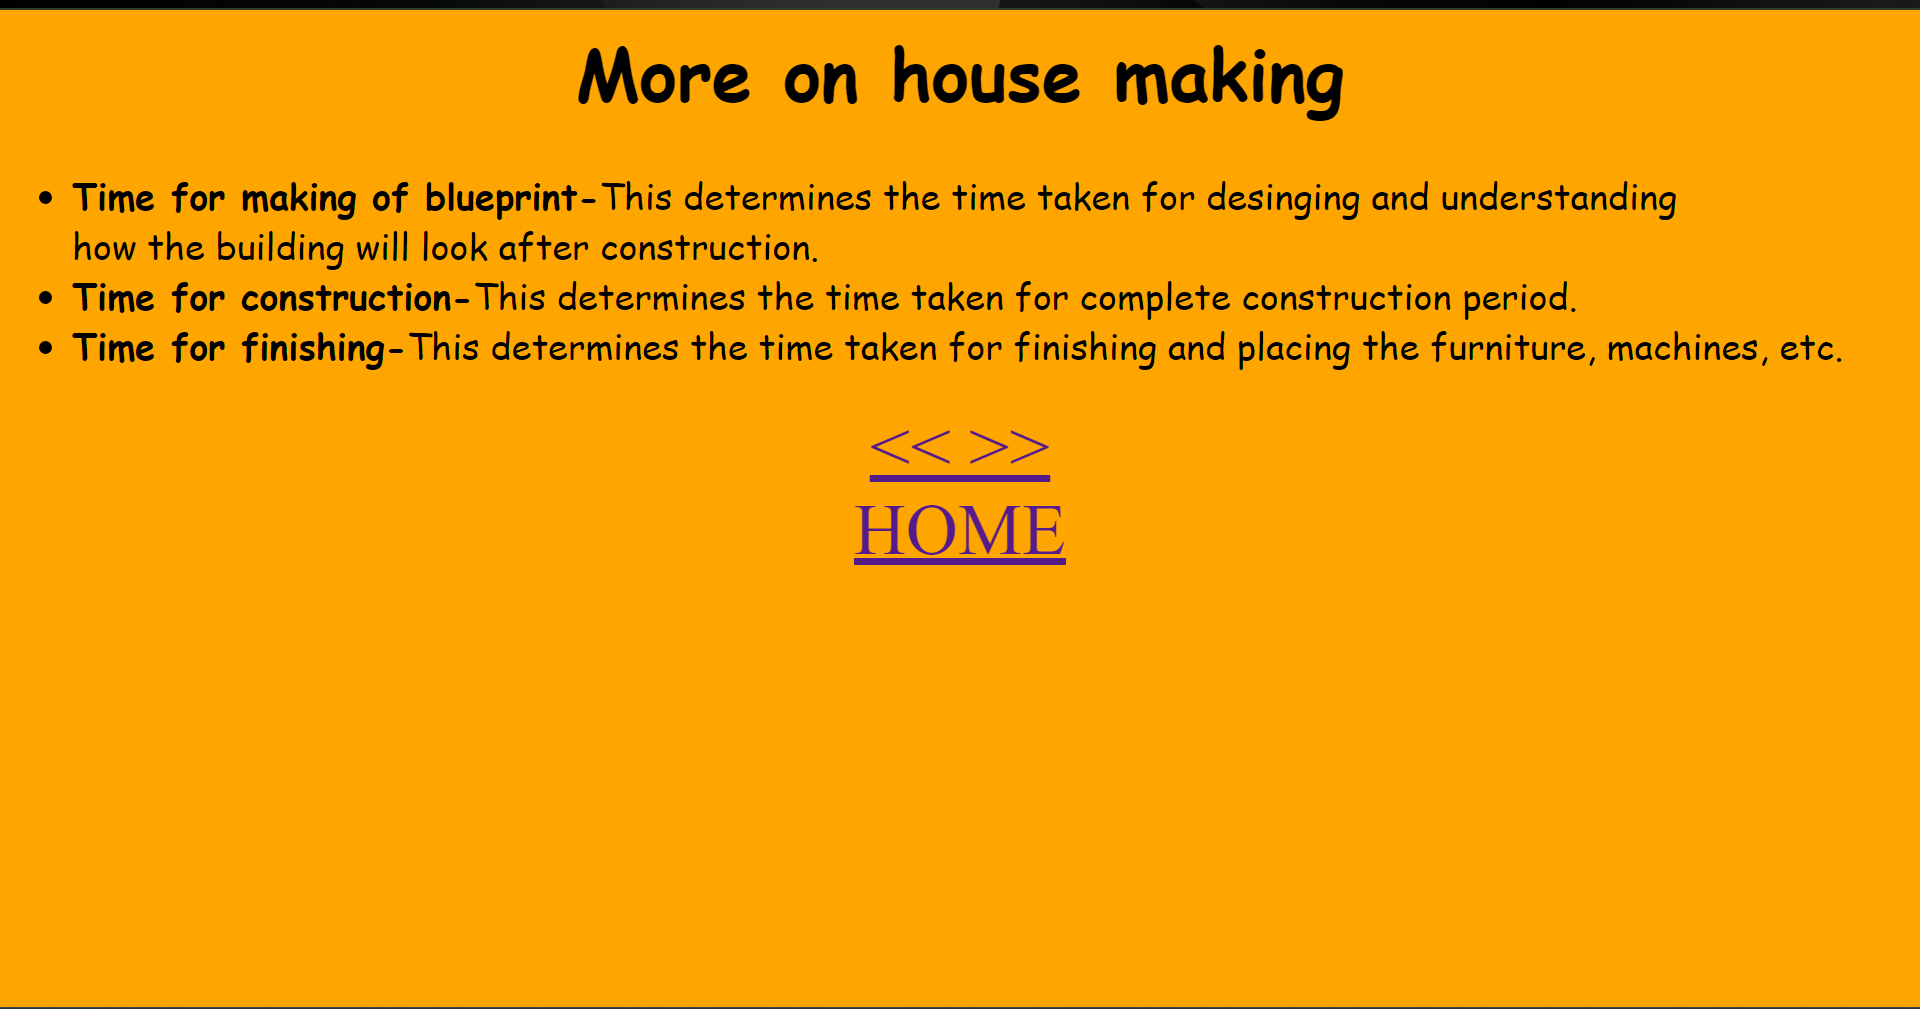 More on house making
• Time for making of blueprint-This determines the time taken for desinging and understanding
how the building will look after construction.
• Time for construction-This determines the time taken for complete construction period.
• Time for finishing-This determines the time taken for finishing and placing the furniture, machines, etc.
<< >>
HOME